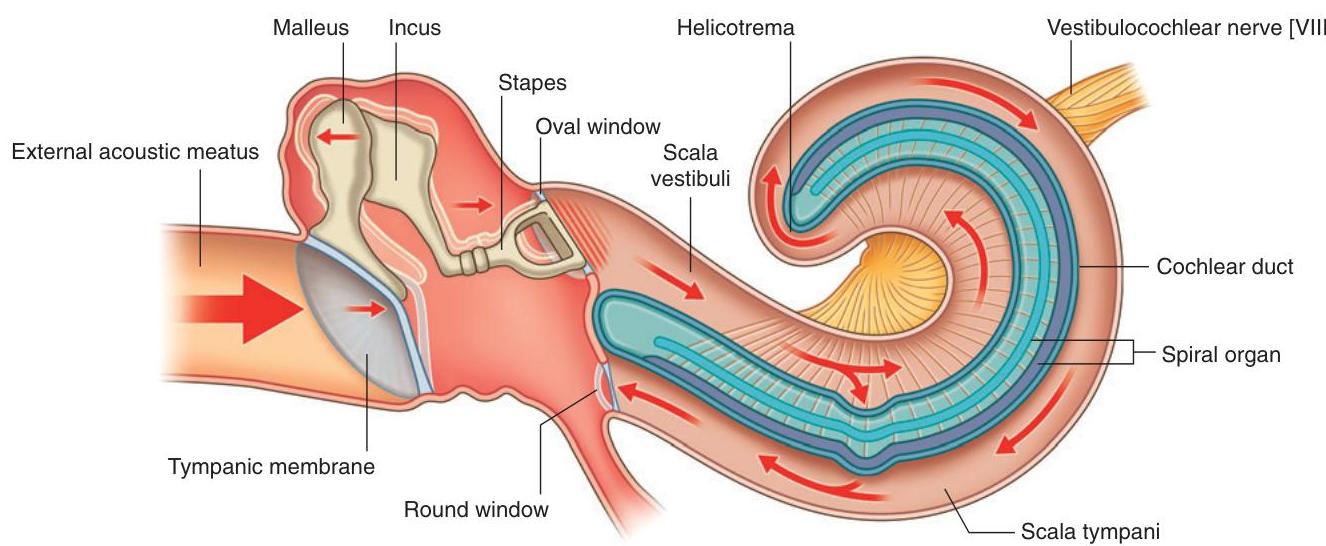 Malleus
Incus
Helicotrema
Vestibulocochlear nerve [VIII
Stapes
Oval window
External acoustic meatus
Scala
vestibuli
Cochlear duct
Spiral organ
Tympanic membrane
Round window
Scala tympani